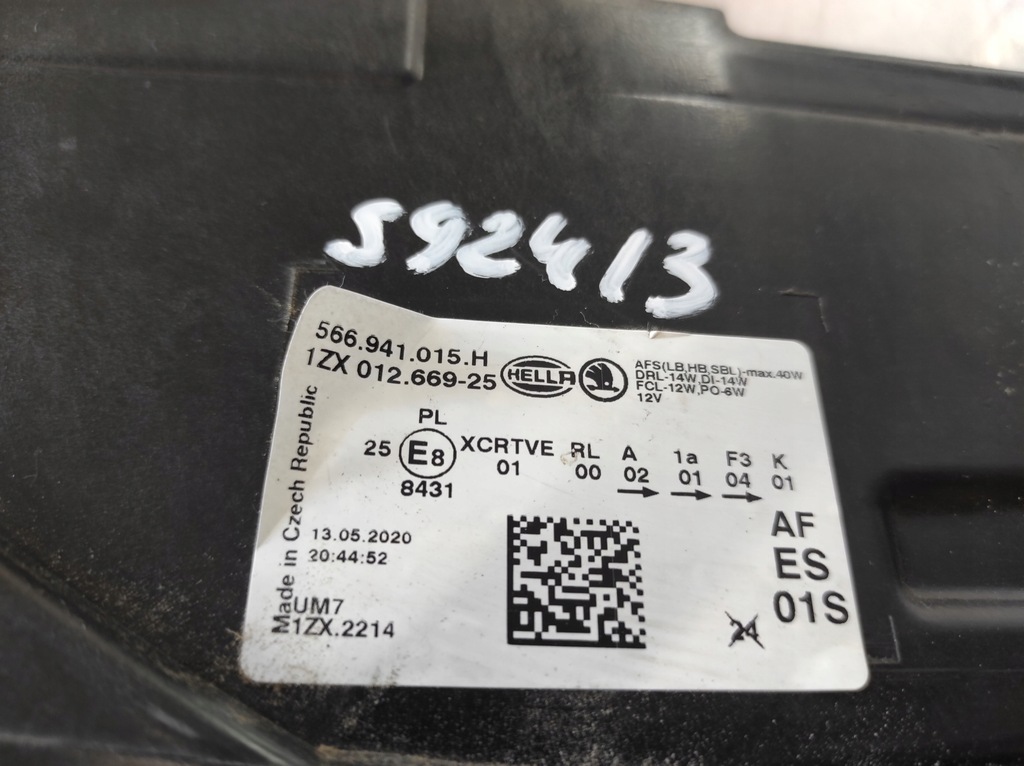 592413
566.941.015.H
1ZX 012.669-25
HELLA
AFS(LB,HB,SBL)-max.40W
DRL-14W,DI-14W
FCL-12W,PO-6W
12V
PL
25 E8 XCRTVE RL A 1a F3 K
8431 01 00 02 01 04 01
Made in Czech Republic
13.05.2020
20:44:52
UM7
1ZX.2214
AF
ES
01S
24